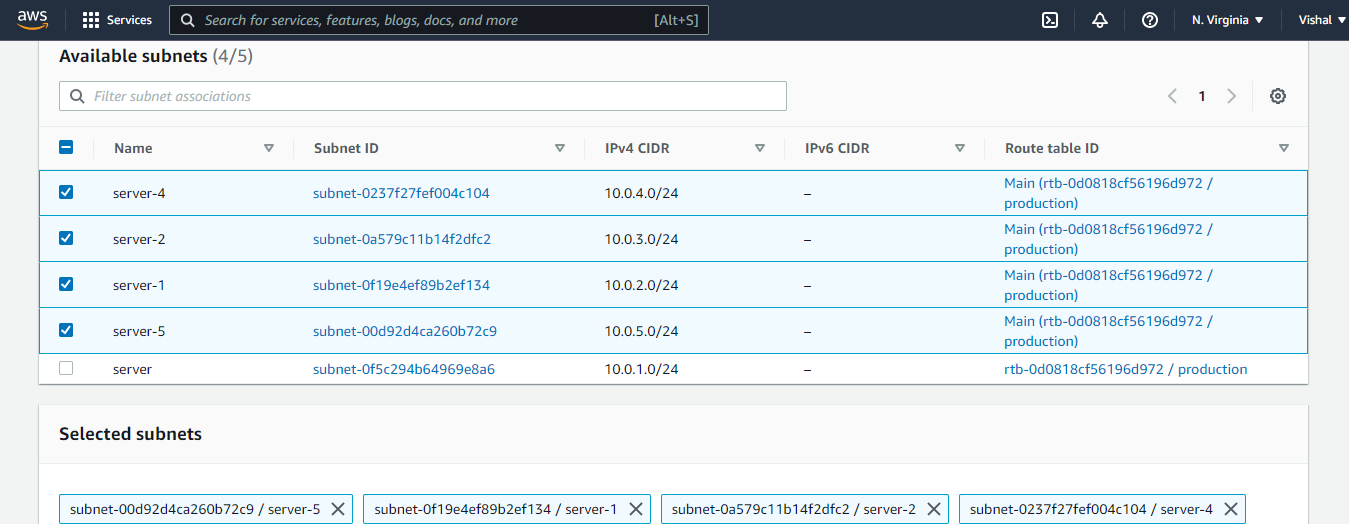 aws Services Search for services, features, blogs, docs, and more [Alt+S] N. Virginia ▼ Vishal ▼
Available subnets (4/5)
Filter subnet associations 1
Name Subnet ID IPv4 CIDR IPv6 CIDR Route table ID
server-4 subnet-0237f27fef004c104 10.0.4.0/24 – Main (rtb-0d0818cf56196d972 /
production)
server-2 subnet-0a579c11b14f2dfc2 10.0.3.0/24 – Main (rtb-0d0818cf56196d972 /
production)
server-1 subnet-0f19e4ef89b2ef134 10.0.2.0/24 – Main (rtb-0d0818cf56196d972 /
production)
server-5 subnet-00d92d4ca260b72c9 10.0.5.0/24 – Main (rtb-0d0818cf56196d972 /
production)
server subnet-0f5c294b64969e8a6 10.0.1.0/24 – rtb-0d0818cf56196d972 / production
Selected subnets
subnet-00d92d4ca260b72c9 / server-5 subnet-0f19e4ef89b2ef134 / server-1 subnet-0a579c11b14f2dfc2 / server-2 subnet-0237f27fef004c104 / server-4